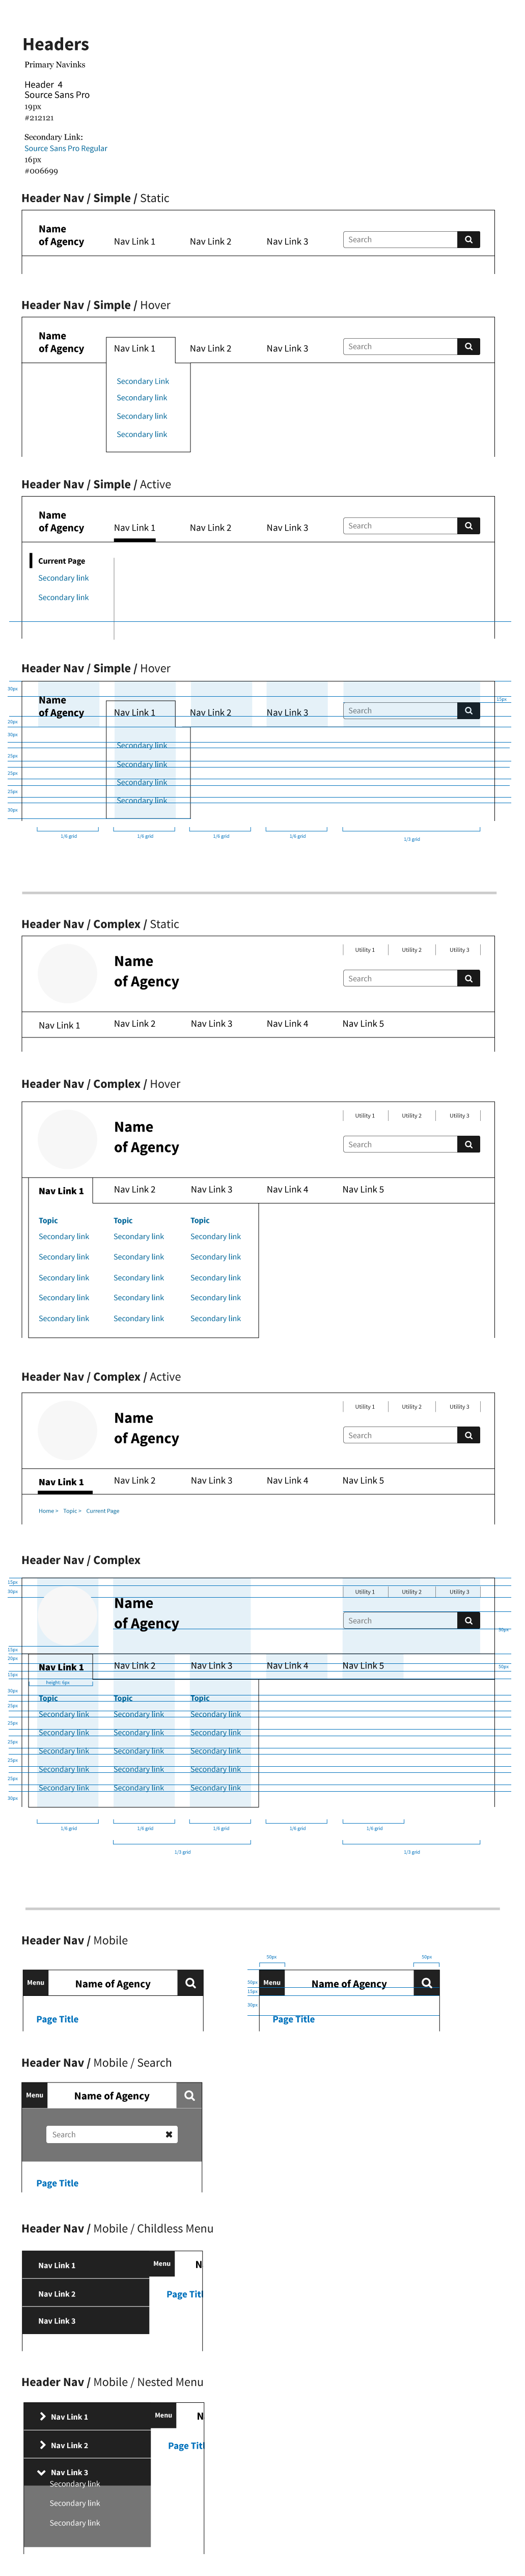 Headers
Primary Navinks
Header 4
Source Sans Pro
19px
#212121
Secondary Link:
Source Sans Pro Regular
16px
#006699
Header Nav / Simple / Static
Name
of Agency Nav Link 1 Nav Link 2 Nav Link 3 Search
Header Nav / Simple / Hover
Name
of Agency Nav Link 1 Nav Link 2 Nav Link 3 Search
Secondary Link
Secondary link
Secondary link
Secondary link
Header Nav / Simple / Active
Name
of Agency Nav Link 1 Nav Link 2 Nav Link 3 Search
Current Page
Secondary link
Secondary link
Header Nav / Simple / Hover
30px
Name 15px
of Agency Nav Link 1 Nav Link 2 Nav Link 3 Search
20px
30px
Secondary link
25px
Secondary link
25px
Secondary link
25px
Secondary link
30px
1/6 grid 1/6 grid 1/6 grid 1/6 grid 1/3 grid
Header Nav / Complex / Static
Utility 1 Utility 2 Utility 3
Name
of Agency Search
Nav Link 1 Nav Link 2 Nav Link 3 Nav Link 4 Nav Link 5
Header Nav / Complex / Hover
Utility 1 Utility 2 Utility 3
Name
of Agency Search
Nav Link 1 Nav Link 2 Nav Link 3 Nav Link 4 Nav Link 5
Topic Topic Topic
Secondary link Secondary link Secondary link
Secondary link Secondary link Secondary link
Secondary link Secondary link Secondary link
Secondary link Secondary link Secondary link
Secondary link Secondary link Secondary link
Header Nav / Complex / Active
Utility 1 Utility 2 Utility 3
Name
of Agency Search
Nav Link 1 Nav Link 2 Nav Link 3 Nav Link 4 Nav Link 5
Home > Topic > Current Page
Header Nav / Complex
15px
30px Utility 1 Utility 2 Utility 3
Name
of Agency Search
15px
20px
Nav Link 1 Nav Link 2 Nav Link 3 Nav Link 4 Nav Link 5 50px
15px
height: 5px
30px
Topic Topic Topic
25px
Secondary link Secondary link Secondary link
25px
Secondary link Secondary link Secondary link
25px
Secondary link Secondary link Secondary link
25px
Secondary link Secondary link Secondary link
25px
Secondary link Secondary link Secondary link
30px
1/6 grid 1/6 grid 1/6 grid 1/6 grid 1/6 grid
1/3 grid 1/3 grid
Header Nav / Mobile
50px 50px
Menu Name of Agency 30px Menu Name of Agency
15px
30px
Page Title Page Title
Header Nav / Mobile / Search
Menu Name of Agency
Search
Page Title
Header Nav / Mobile / Childless Menu
Nav Link 1 Menu N
Nav Link 2 Page Titl
Nav Link 3
Header Nav / Mobile / Nested Menu
Nav Link 1 Menu N
Nav Link 2 Page Titl
Nav Link 3
Secondary link
Secondary link
Secondary link